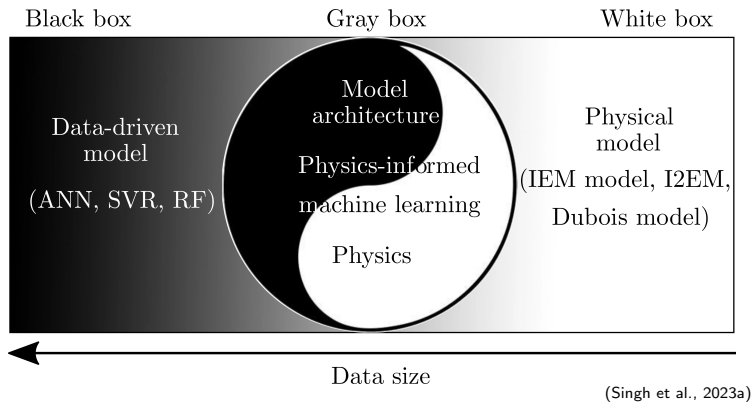 Black box
Gray box
White box
Data-driven
model
(ANN, SVR, RF)
Model
architecture
Physics-informed
machine learning
Physics
Physical
model
(IEM model, I2EM,
Dubois model)
Data size
(Singh et al., 2023a)